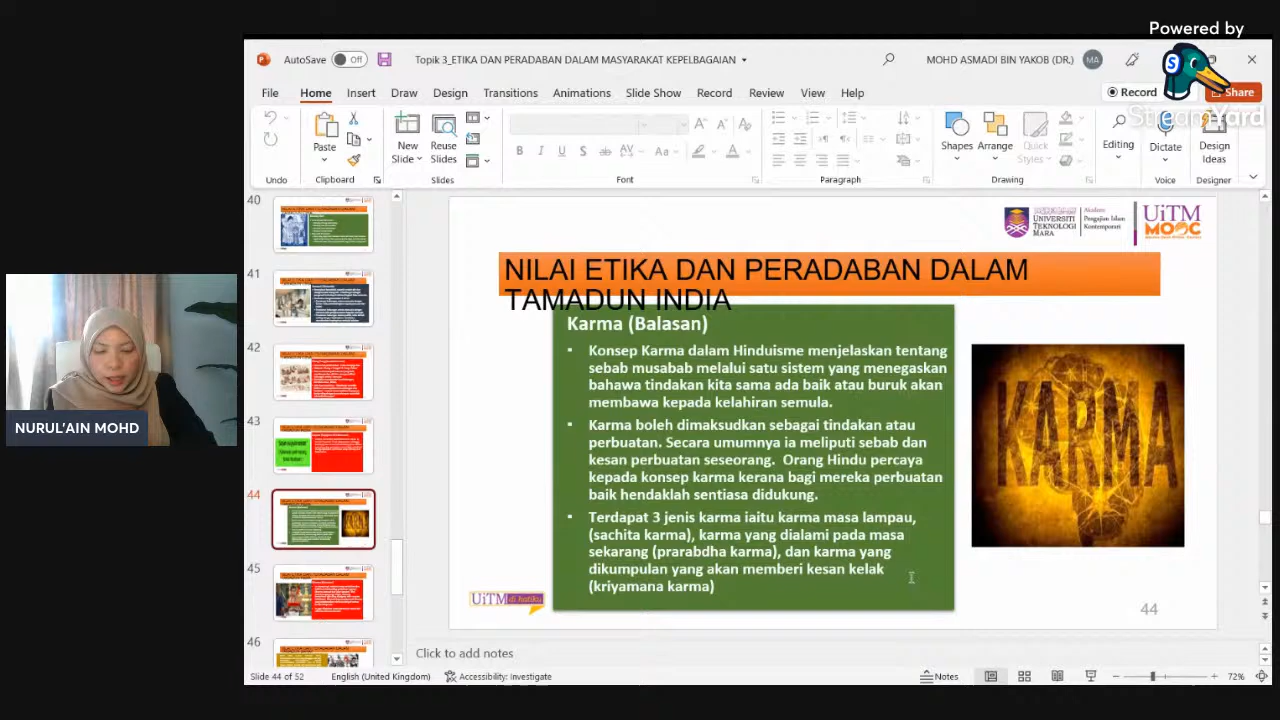 Powered by
StreamYard
AutoSave Off
Topik 3_ETIKA DAN PERADABAN DALAM MASYARAKAT KEPELBAGAIAN
MOHD ASMADI BIN YAKOB (DR.) MA
File Home Insert Draw Design Transitions Animations Slide Show Record Review View Help
Record Share
Paste
New Slide
Reuse Slides
B I U S ab AV Aa A
Shapes Arrange Quick Styles
Editing
Dictate
Design Ideas
Undo Clipboard Slides Font Paragraph Drawing Voice Designer
40
41
42
43
44
45
46
UNIVERSITI TEKNOLOGI MARA
Akademi Pengajian Islam Kontemporari
UiTM MOOC
NILAI ETIKA DAN PERADABAN DALAM
TAMADUN INDIA
Karma (Balasan)
Konsep Karma dalam Hinduisme menjelaskan tentang
sebab musabab melalui satu sistem yang menegaskan
bahawa tindakan kita sama ada baik atau buruk akan
membawa kepada kelahiran semula.
Karma boleh dimaksudkan sebagai tindakan atau
perbuatan. Secara umumnya ia meliputi sebab dan
kesan perbuatan seseorang. Orang Hindu percaya
kepada konsep karma kerana bagi mereka perbuatan
baik hendaklah sentiasa didukung.
Terdapat 3 jenis karma iaitu karma masa lampau,
(sachita karma), karma yang dialami pada masa
sekarang (prarabdha karma), dan karma yang
dikumpulan yang akan memberi kesan kelak
(kriyamana karma)
KARMA
UiTM di hatiku
44
NURUL'AIN MOHD
Click to add notes
Slide 44 of 52 English (United Kingdom) Accessibility: Investigate Notes 72%